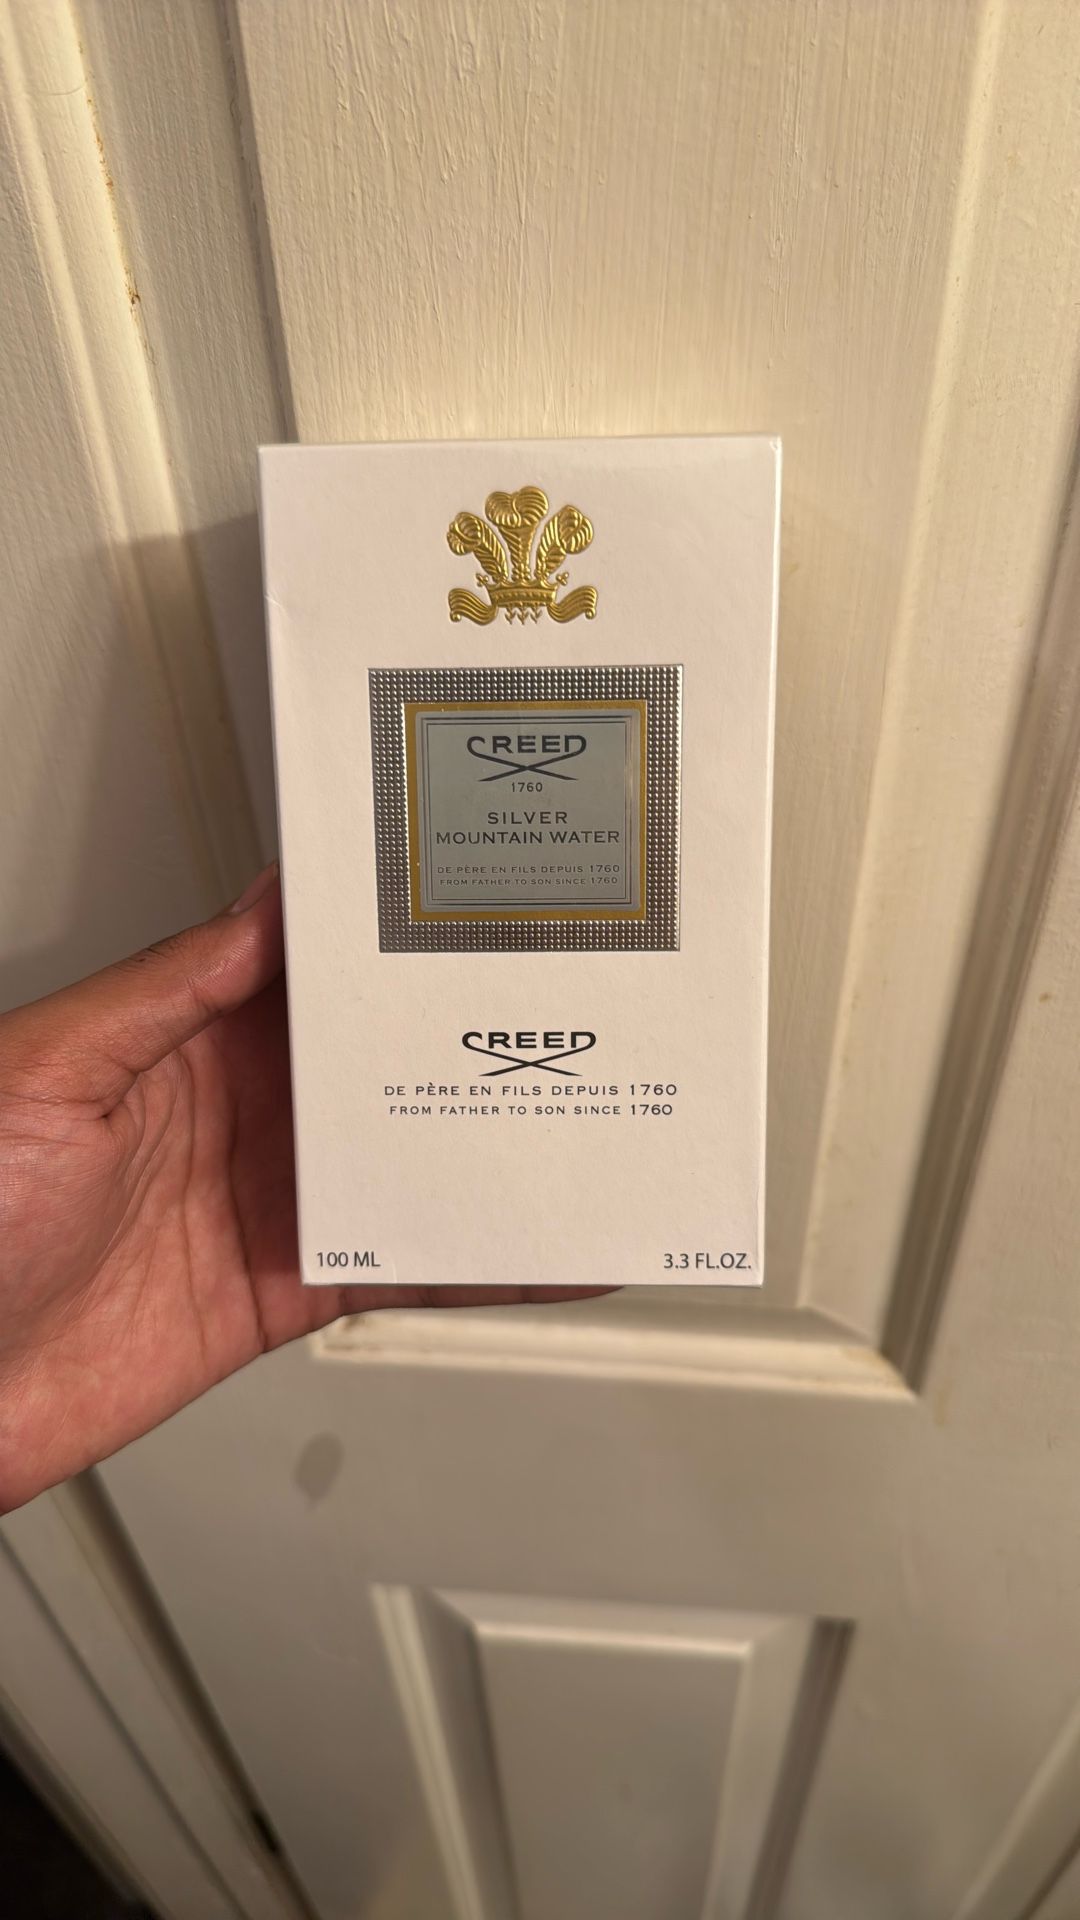 CREED
1760
SILVER
MOUNTAIN WATER
DE PÈRE EN FILS DEPUIS 1760
FROM FATHER TO SON SINCE 1760
CREED
DE PÈRE EN FILS DEPUIS 1760
FROM FATHER TO SON SINCE 1760
100 ML
3.3 FL.OZ.